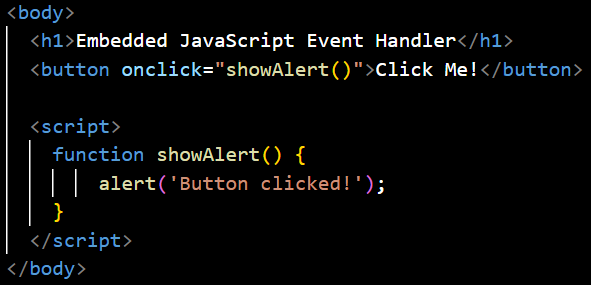 <body>
<h1>Embedded JavaScript Event Handler</h1>
<button onclick="showAlert()">Click Me!</button>
<script>
function showAlert() {
alert('Button clicked!');
}
</script>
</body>